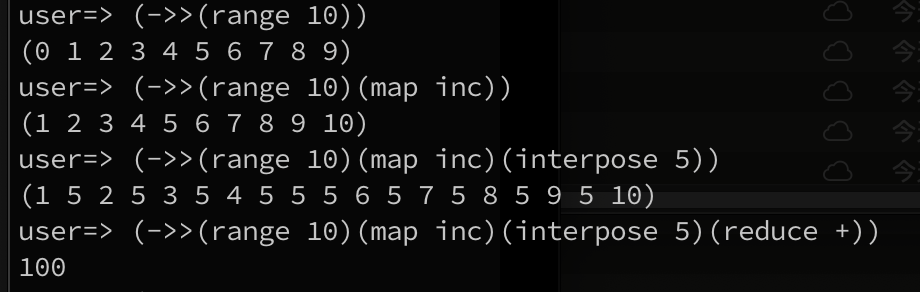 user=> (->>(range 10))
(0 1 2 3 4 5 6 7 8 9)
user=> (->>(range 10)(map inc))
(1 2 3 4 5 6 7 8 9 10)
user=> (->>(range 10)(map inc)(interpose 5))
(1 5 2 5 3 5 4 5 5 5 6 5 7 5 8 5 9 5 10)
user=> (->>(range 10)(map inc)(interpose 5)(reduce +))
100